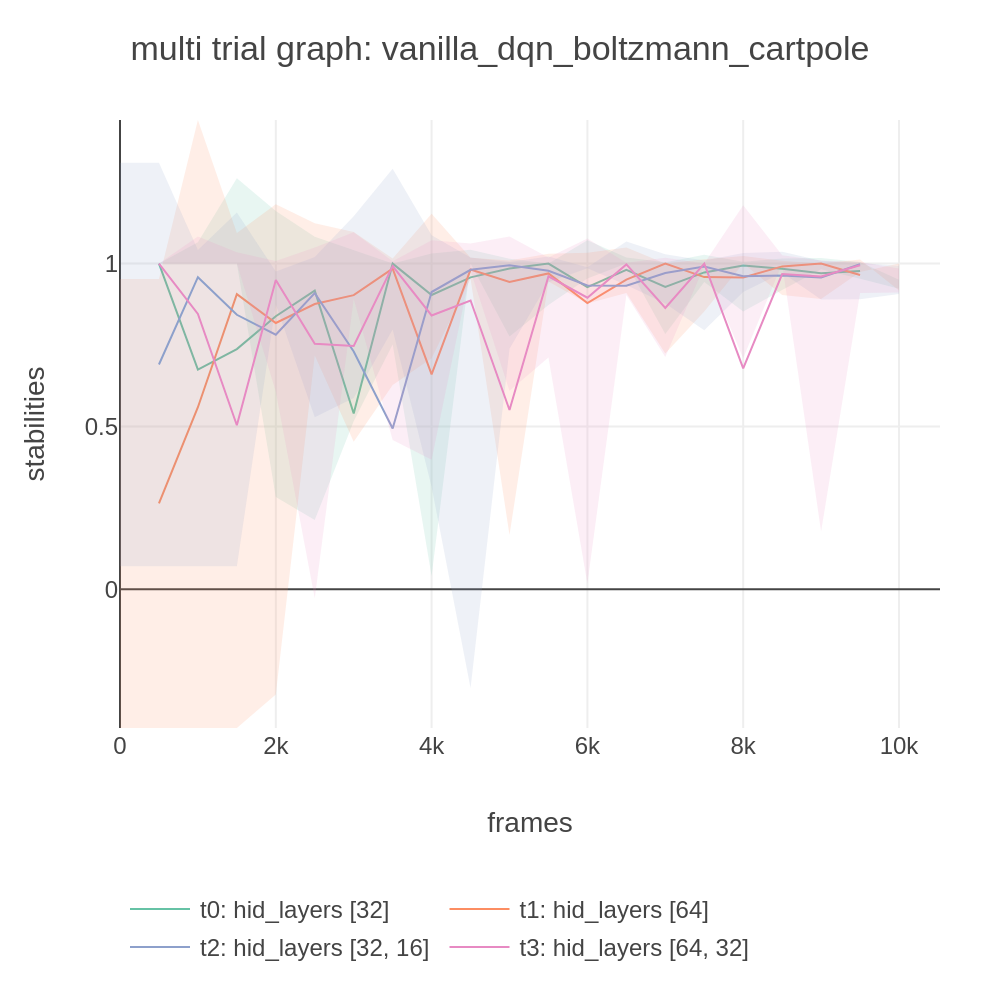 multi trial graph: vanilla_dqn_boltzmann_cartpole
stabilities
1
0.5
0
0
2k
4k
6k
8k
10k
frames
t0: hid_layers [32]
t1: hid_layers [64]
t2: hid_layers [32, 16]
t3: hid_layers [64, 32]